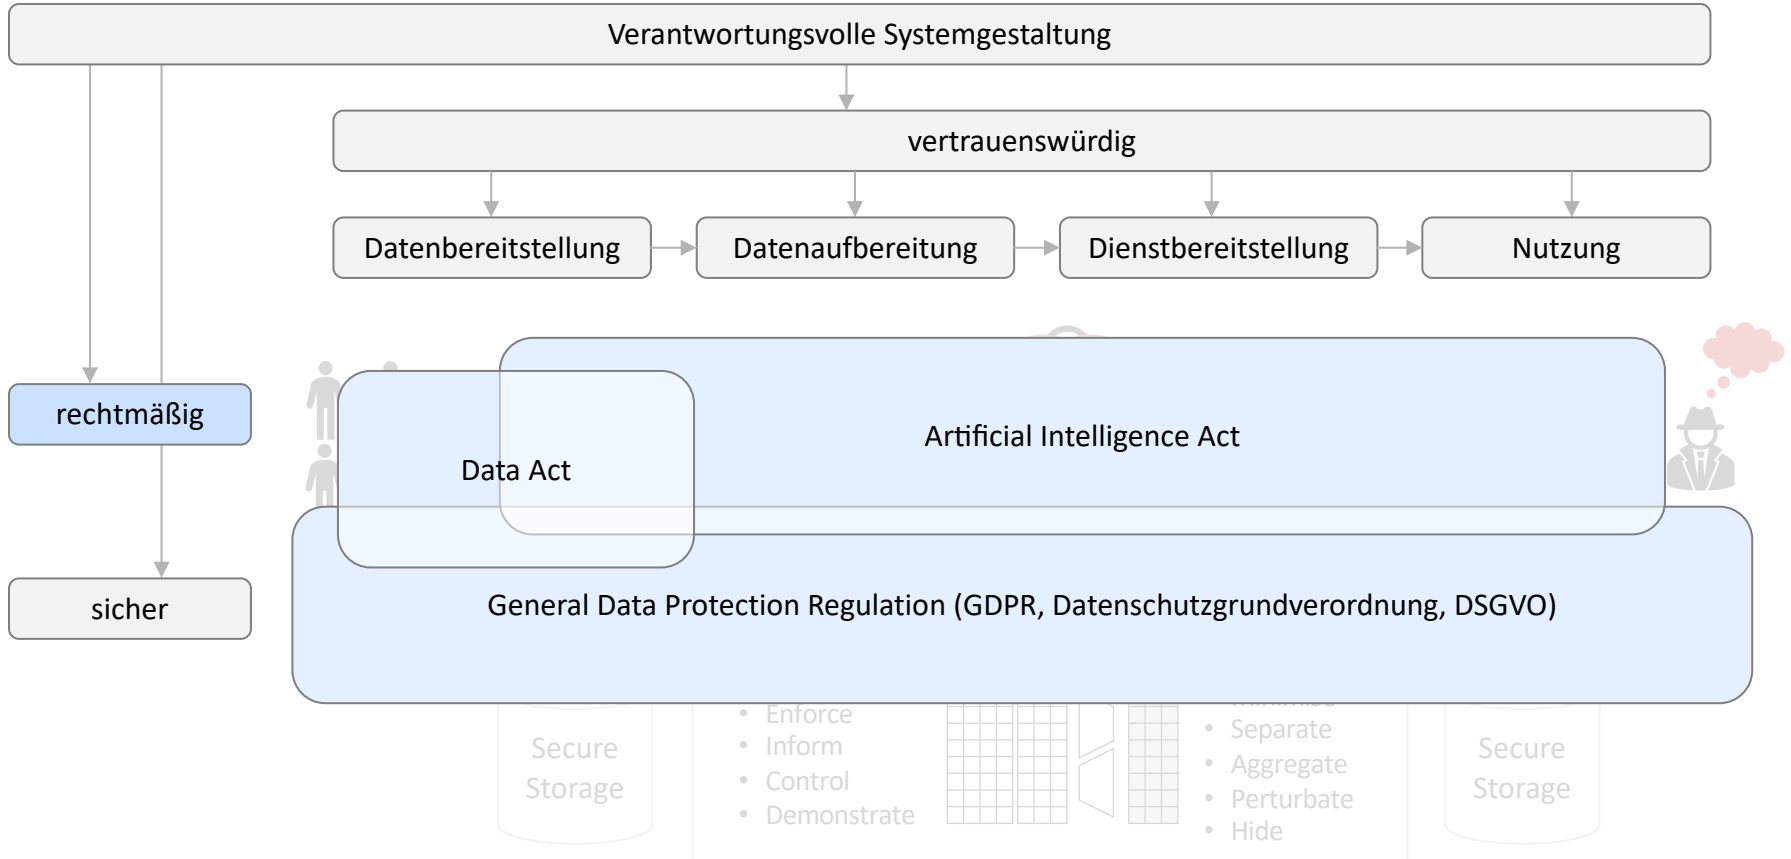 Verantwortungsvolle Systemgestaltung
vertrauenswürdig
Datenbereitstellung
Datenaufbereitung
Dienstbereitstellung
Nutzung
rechtmäßig
Artificial Intelligence Act
Data Act
sicher
General Data Protection Regulation (GDPR, Datenschutzgrundverordnung, DSGVO)
Secure
Storage
• Enforce
• Inform
• Control
• Demonstrate
• Separate
• Aggregate
• Perturbate
• Hide
Secure
Storage